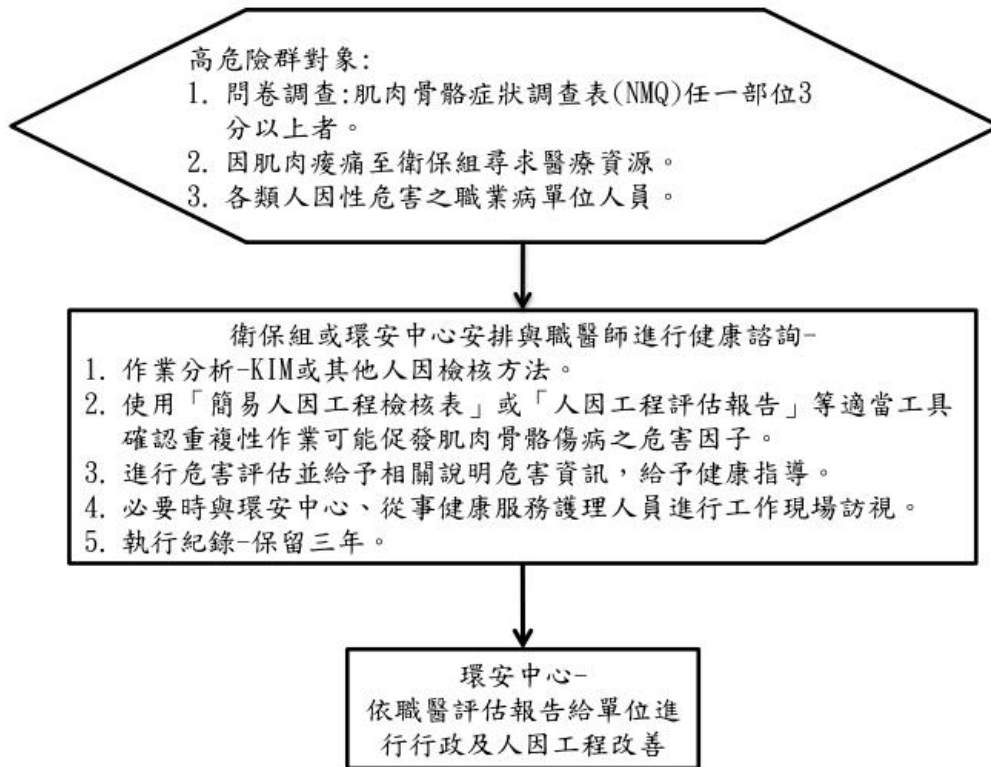 高危險群對象:
1. 問卷調查:肌肉骨骼症狀調查表(NMQ)任一部位3
分以上者。
2. 因肌肉痠痛至衛保組尋求醫療資源。
3. 各類人因性危害之職業病單位人員。
衛保組或環安中心安排與職醫師進行健康諮詢-
1. 作業分析-KIM或其他人因檢核方法。
2. 使用「簡易人因工程檢核表」或「人因工程評估報告」等適當工具
確認重複性作業可能促發肌肉骨骼傷病之危害因子。
3. 進行危害評估並給予相關說明危害資訊，給予健康指導。
4. 必要時與環安中心、從事健康服務護理人員進行工作現場訪視。
5. 執行紀錄-保留三年。
環安中心-
依職醫評估報告給單位進
行行政及人因工程改善